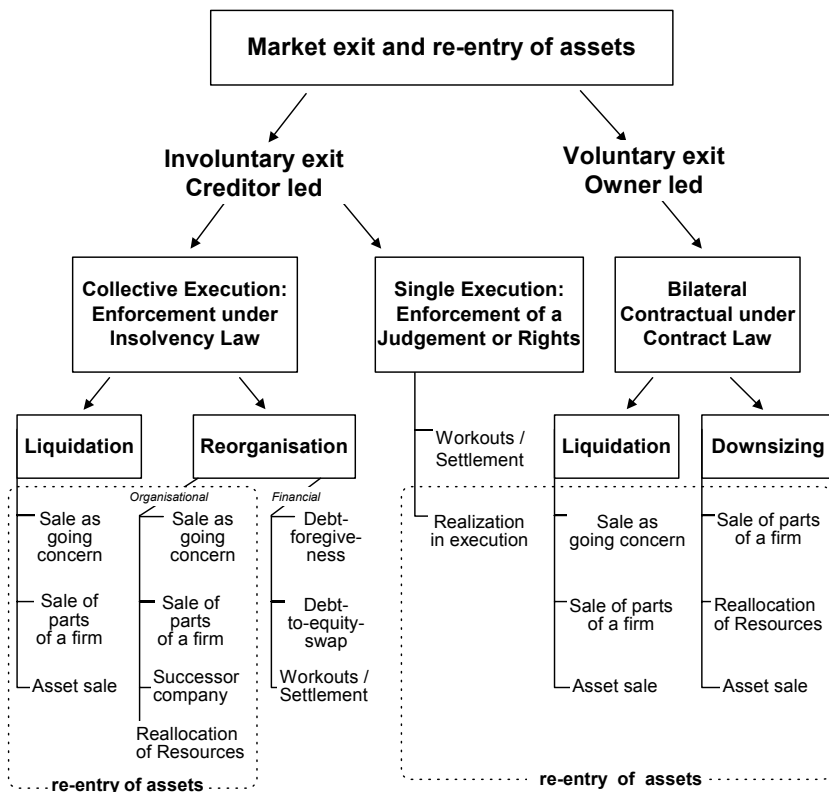 Market exit and re-entry of assets
Involuntary exit
Creditor led
Voluntary exit
Owner led
Collective Execution:
Enforcement under
Insolvency Law
Single Execution:
Enforcement of a
Judgement or Rights
Bilateral
Contractual under
Contract Law
Liquidation
Reorganisation
Workouts /
Settlement
Liquidation
Downsizing
Organisational
Financial
Sale as
going
concern
Sale of
parts
of a firm
Asset sale
Sale as
going
concern
Sale of
parts
of a firm
Successor
company
Reallocation
of Resources
Debt-
foregive-
ness
Debt-
to-equity-
swap
Workouts /
Settlement
Realization
in execution
Sale as
going concern
Sale of parts
of a firm
Asset sale
Sale of parts
of a firm
Reallocation
of Resources
Asset sale
re-entry of assets
re-entry of assets